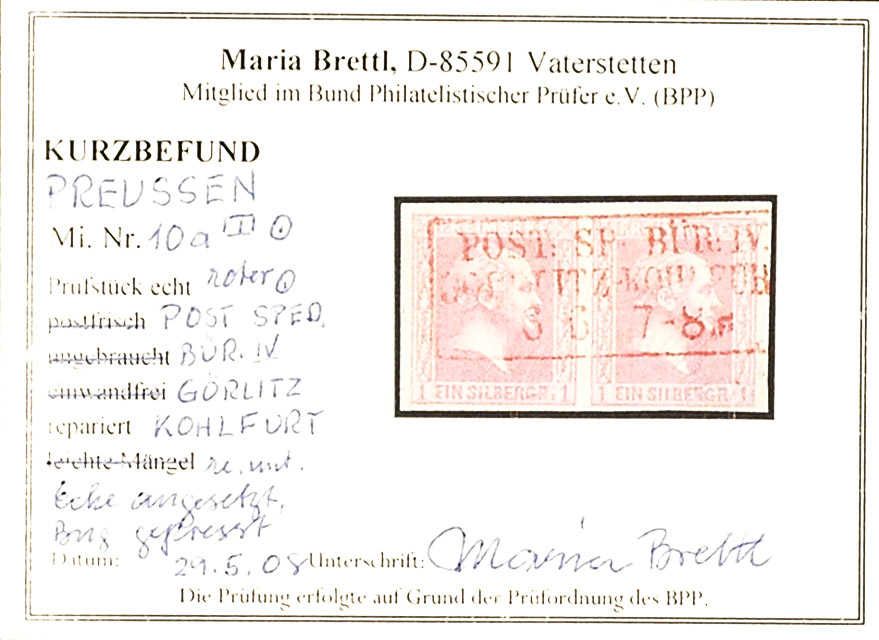 Maria Brettl, D-85591 Vaterstetten
Mitglied im Bund Philatelistischer Prüfer e.V. (BPP)
KURZBEFUND
PREUSSEN
Mi. Nr. 10a
Prüfstück echt roter
postfrisch POST SPED.
ungebraucht BÜR. IV
einwandfrei GÖRLITZ
repariert KOHLFURT
leichte Mängel re. unt.
Ecke angesetzt,
Bug gepresst
Datum: 29.5.08 Unterschrift: Maria Brettl
Die Prüfung erfolgte auf Grund der Prüfordnung des BPP.
POST. SP. BÜR. IV.
6 6 7-8
1 EIN SILBERGR. 1
1 EIN SILBERGR. 1